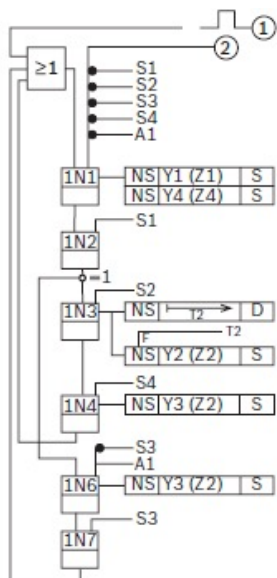 1
2
≥1
S1
S2
S3
S4
A1
1N1 NS Y1 (Z1) S
NS Y4 (Z4) S
S1
1N2
=1
S2
1N3 NS T2 D
F T2
NS Y2 (Z2) S
S4
1N4 NS Y3 (Z2) S
S3
A1
1N6 NS Y3 (Z2) S
S3
1N7